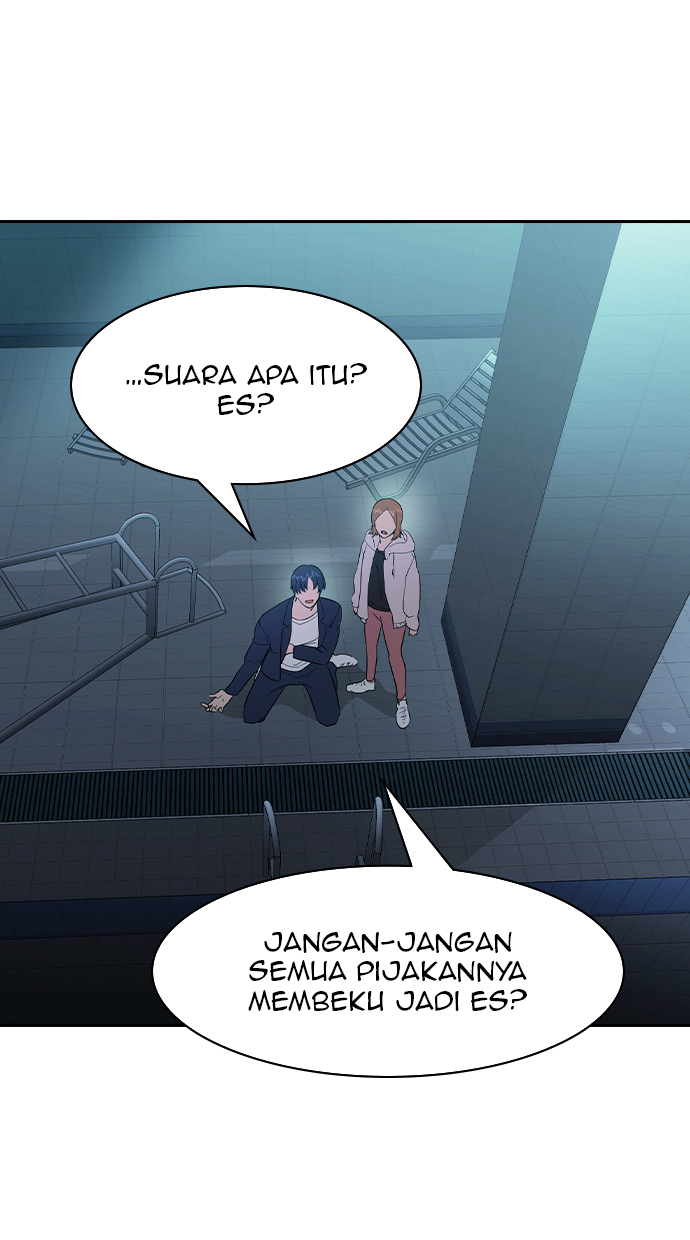 ...SUARA APA ITU?
ES?
JANGAN-JANGAN
SEMUA PIJAKANNYA
MEMBEKU JADI ES?